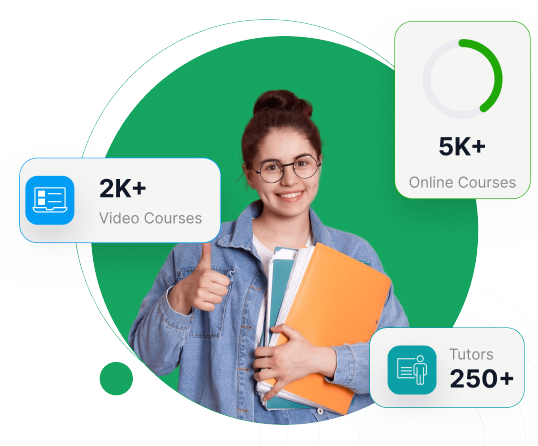 5K+
Online Courses
2K+
Video Courses
Tutors
250+